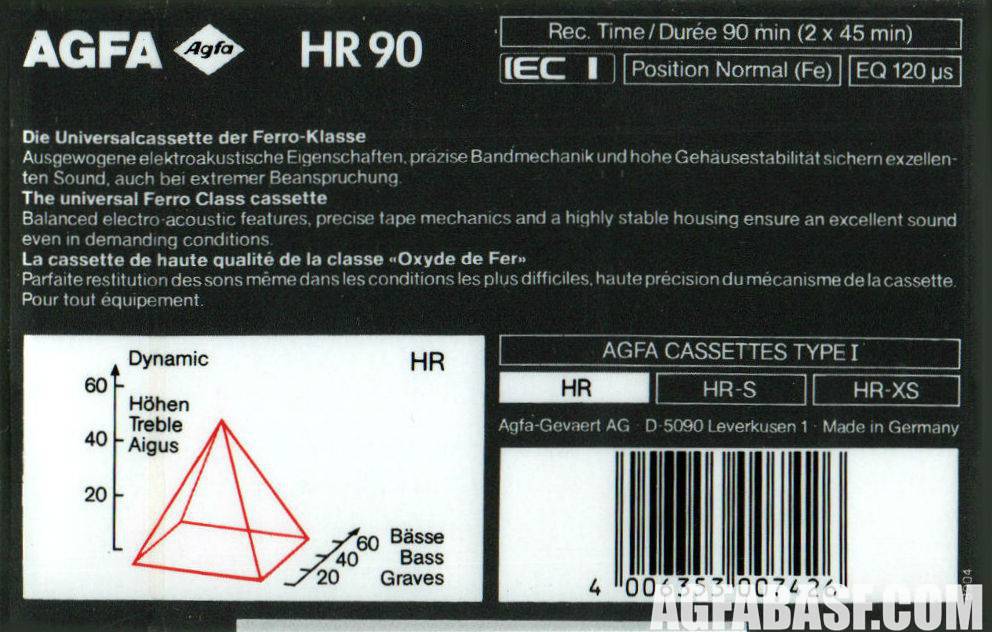 AGFA Agfa HR 90
Rec. Time / Durée 90 min (2 x 45 min)
IEC I Position Normal (Fe) EQ 120 µs
Die Universalcassette der Ferro-Klasse
Ausgewogene elektroakustische Eigenschaften, präzise Bandmechanik und hohe Gehäusestabilität sichern exzellen-
ten Sound, auch bei extremer Beanspruchung.
The universal Ferro Class cassette
Balanced electro-acoustic features, precise tape mechanics and a highly stable housing ensure an excellent sound
even in demanding conditions.
La cassette de haute qualité de la classe «Oxyde de Fer»
Parfaite restitution des sons même dans les conditions les plus difficiles, haute précision du mécanisme de la cassette.
Pour tout équipement.
Dynamic
HR
60
Höhen
Treble
40
Aigus
20
60 Bässe
40 Bass
20 Graves
AGFA CASSETTES TYPE I
HR HR-S HR-XS
Agfa-Gevaert AG · D-5090 Leverkusen 1 · Made in Germany
4 006353 007426
AGFABASF.COM